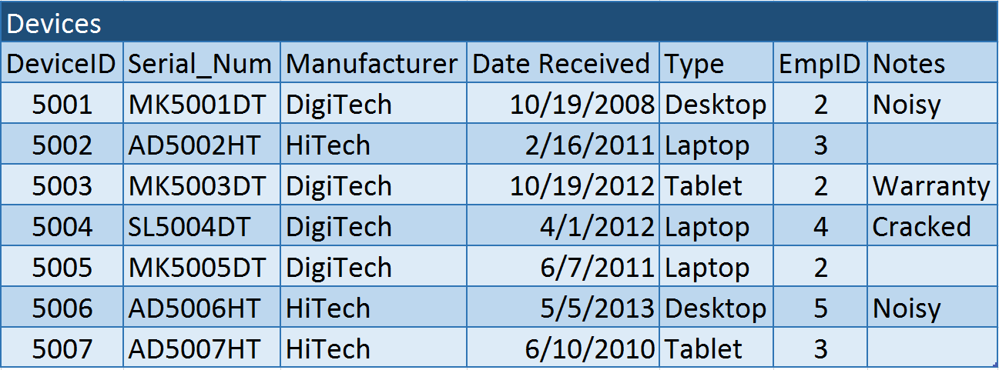 Devices
DeviceID Serial_Num Manufacturer Date Received Type EmpID Notes
5001 MK5001DT DigiTech 10/19/2008 Desktop 2 Noisy
5002 AD5002HT HiTech 2/16/2011 Laptop 3
5003 MK5003DT DigiTech 10/19/2012 Tablet 2 Warranty
5004 SL5004DT DigiTech 4/1/2012 Laptop 4 Cracked
5005 MK5005DT DigiTech 6/7/2011 Laptop 2
5006 AD5006HT HiTech 5/5/2013 Desktop 5 Noisy
5007 AD5007HT HiTech 6/10/2010 Tablet 3